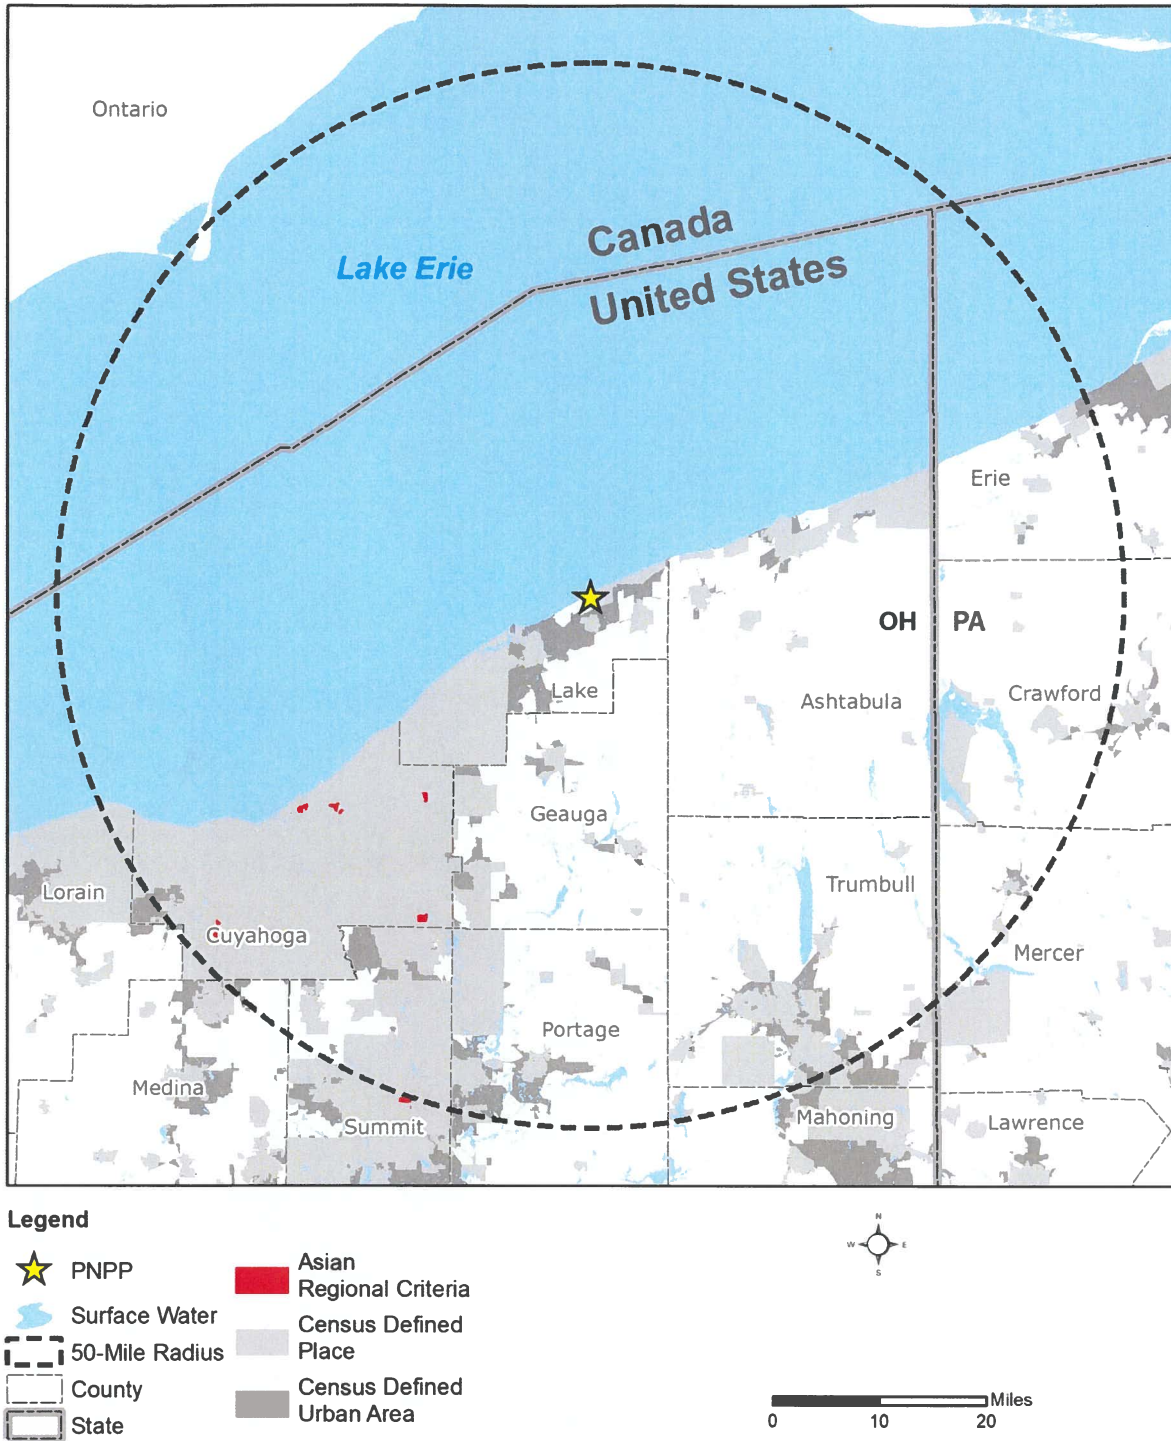 Ontario
Canada
Lake Erie
United States
Erie
OH
PA
Lake
Ashtabula
Crawford
Geauga
Lorain
Trumbull
Cuyahoga
Mercer
Portage
Medina
Summit
Mahoning
Lawrence
Legend
PNPP
Surface Water
50-Mile Radius
County
State
Asian
Regional Criteria
Census Defined
Place
Census Defined
Urban Area
N
W
E
S
Miles
0 10 20